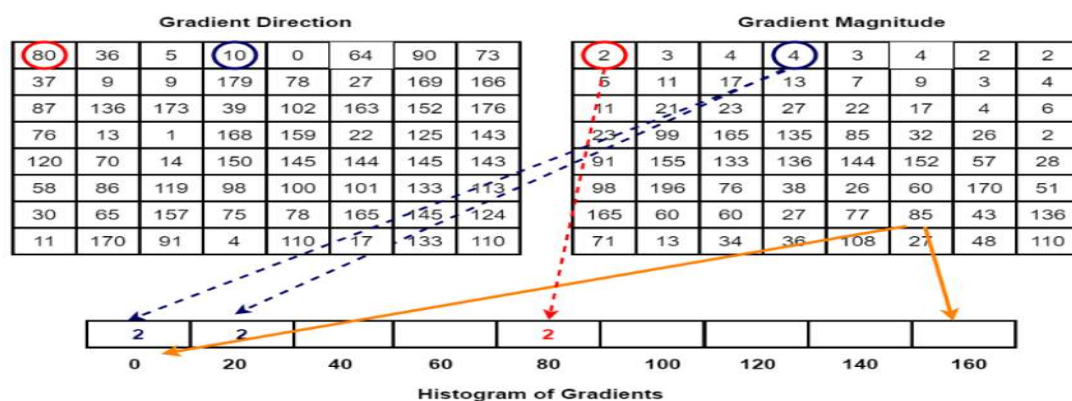 Gradient Direction
Gradient Magnitude
80 36 5 10 0 64 90 73
37 9 9 179 78 27 169 166
87 136 173 39 102 163 152 176
76 13 1 168 159 22 125 143
120 70 14 150 145 144 145 143
58 86 119 98 100 101 133 113
30 65 157 75 78 165 145 124
11 170 91 4 110 17 133 110
2 3 4 4 3 4 2 2
5 11 17 13 7 9 3 4
11 21 23 27 22 17 4 6
23 99 165 135 85 32 26 2
91 155 133 136 144 152 57 28
98 196 76 38 26 60 170 51
165 60 60 27 77 85 43 136
71 13 34 36 108 27 48 110
2 2 2
0 20 40 60 80 100 120 140 160
Histogram of Gradients